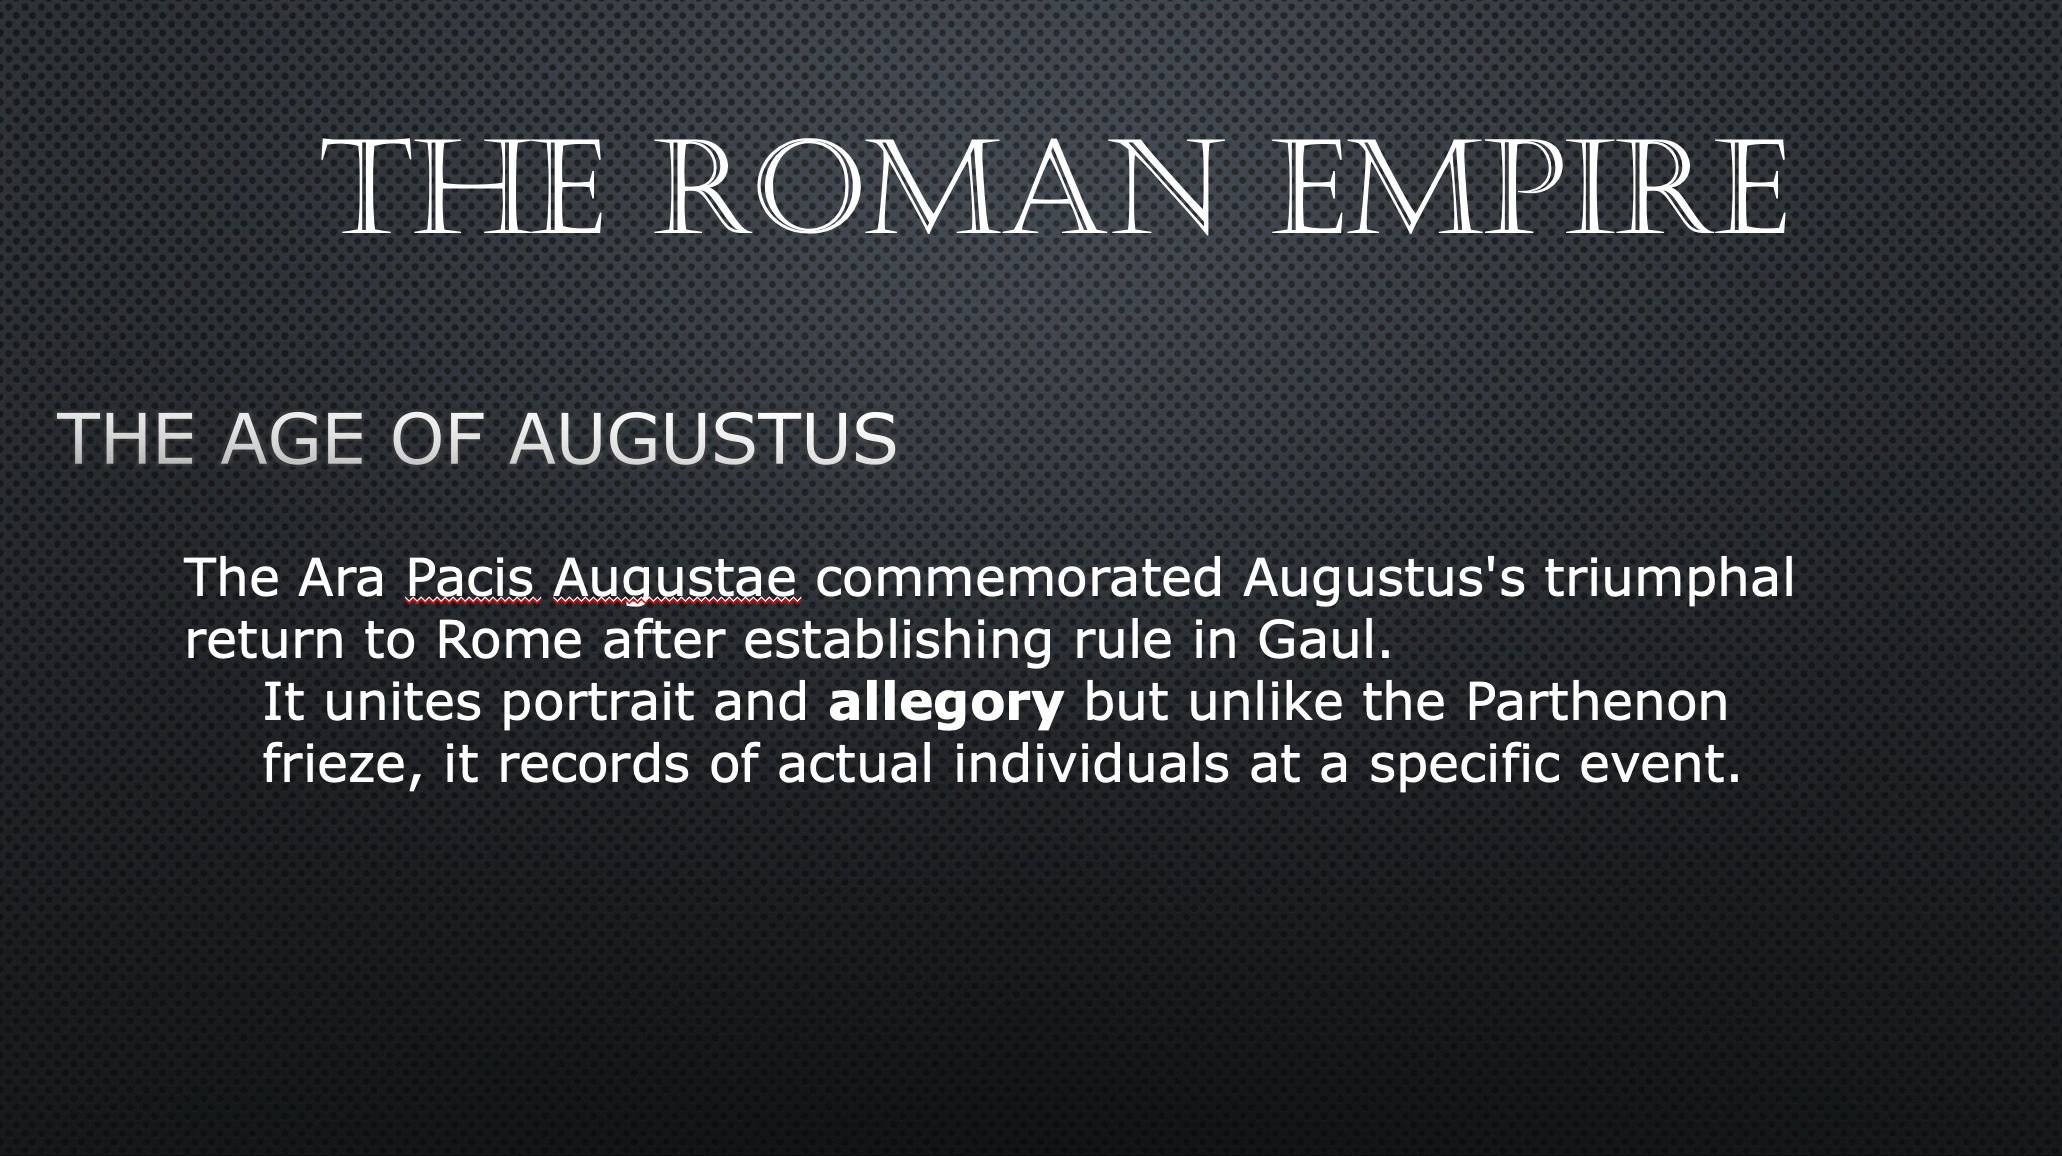 THE ROMAN EMPIRE
THE AGE OF AUGUSTUS
The Ara Pacis Augustae commemorated Augustus's triumphal
return to Rome after establishing rule in Gaul.
It unites portrait and allegory but unlike the Parthenon
frieze, it records of actual individuals at a specific event.